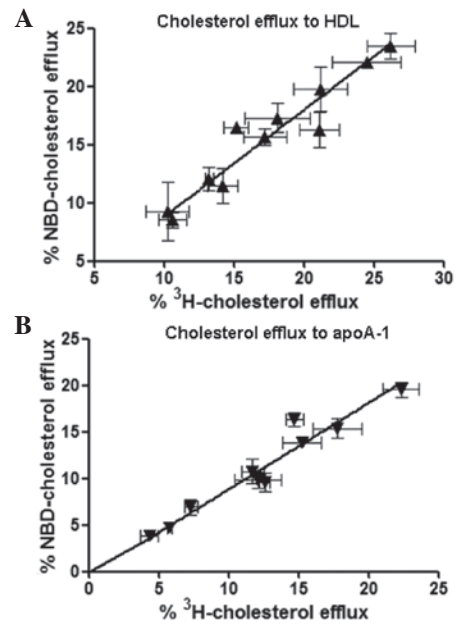 A
Cholesterol efflux to HDL
% NBD-cholesterol efflux
25
20
15
10
5
5 10 15 20 25 30
% ³H-cholesterol efflux
B
Cholesterol efflux to apoA-1
% NBD-cholesterol efflux
25
20
15
10
5
0
0 5 10 15 20 25
% ³H-cholesterol efflux